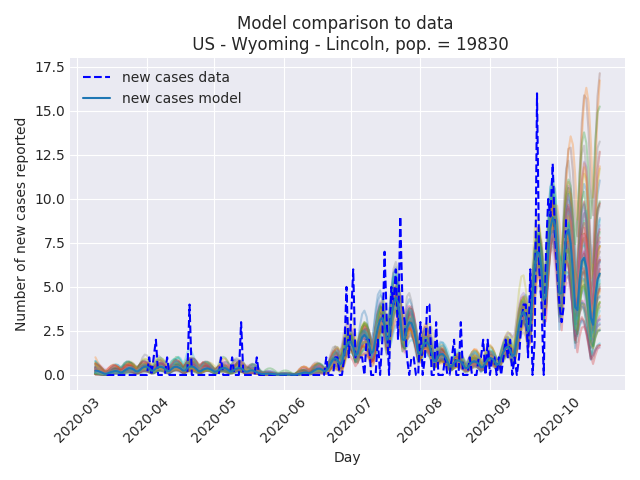 Model comparison to data
US - Wyoming - Lincoln, pop. = 19830
new cases data
new cases model
Number of new cases reported
17.5
15.0
12.5
10.0
7.5
5.0
2.5
0.0
2020-03
2020-04
2020-05
2020-06
2020-07
2020-08
2020-09
2020-10
Day